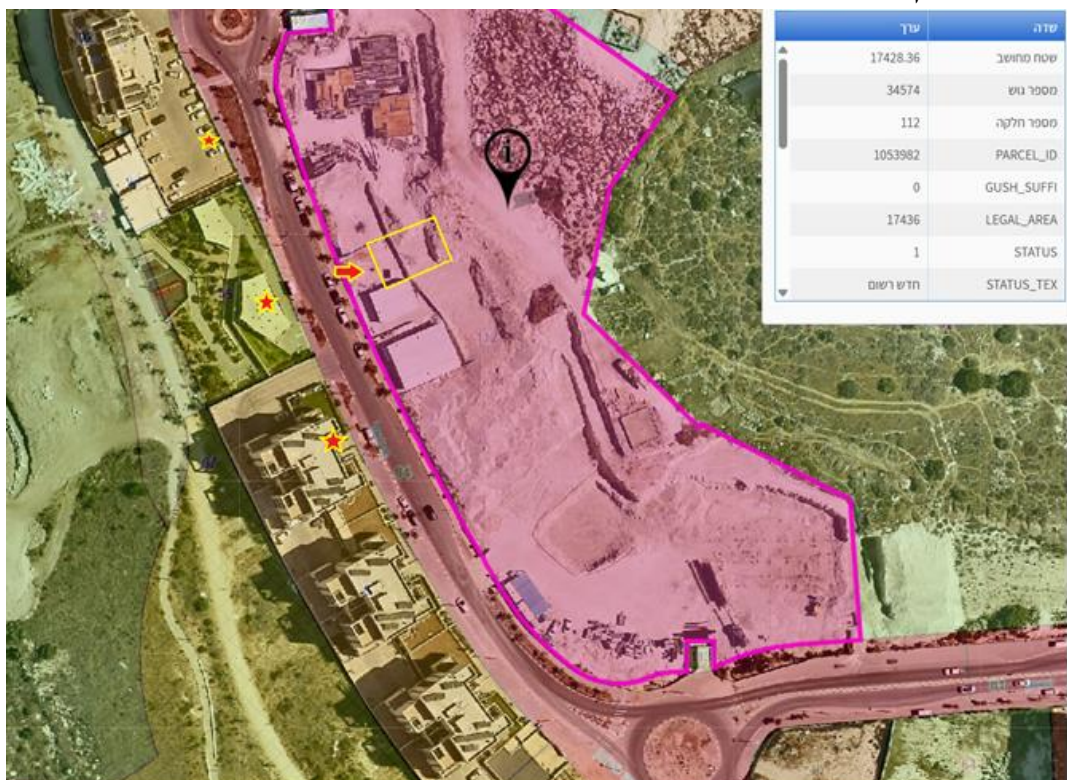 שדה ערך
שטח מחושב 17428.36
מספר גוש 34574
מספר חלקה 112
PARCEL_ID 1053982
GUSH_SUFFI 0
LEGAL_AREA 17436
STATUS 1
STATUS_TEX חדש רשום
i